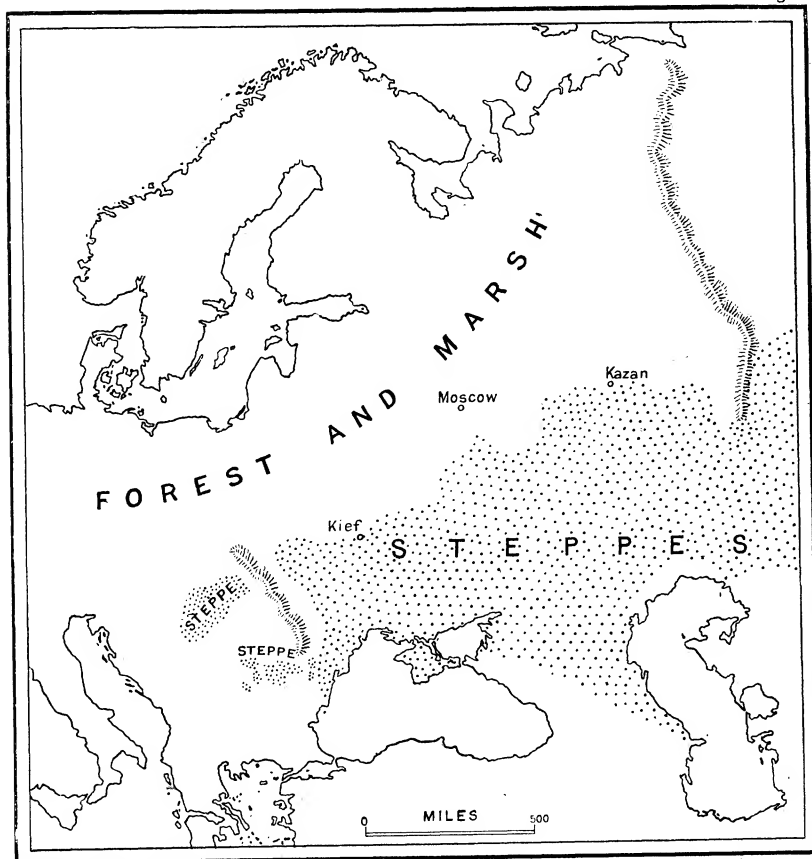 FOREST AND MARSH
Moscow
Kazan
Kief
STEPPES
STEPPE
STEPPE
0 MILES 500